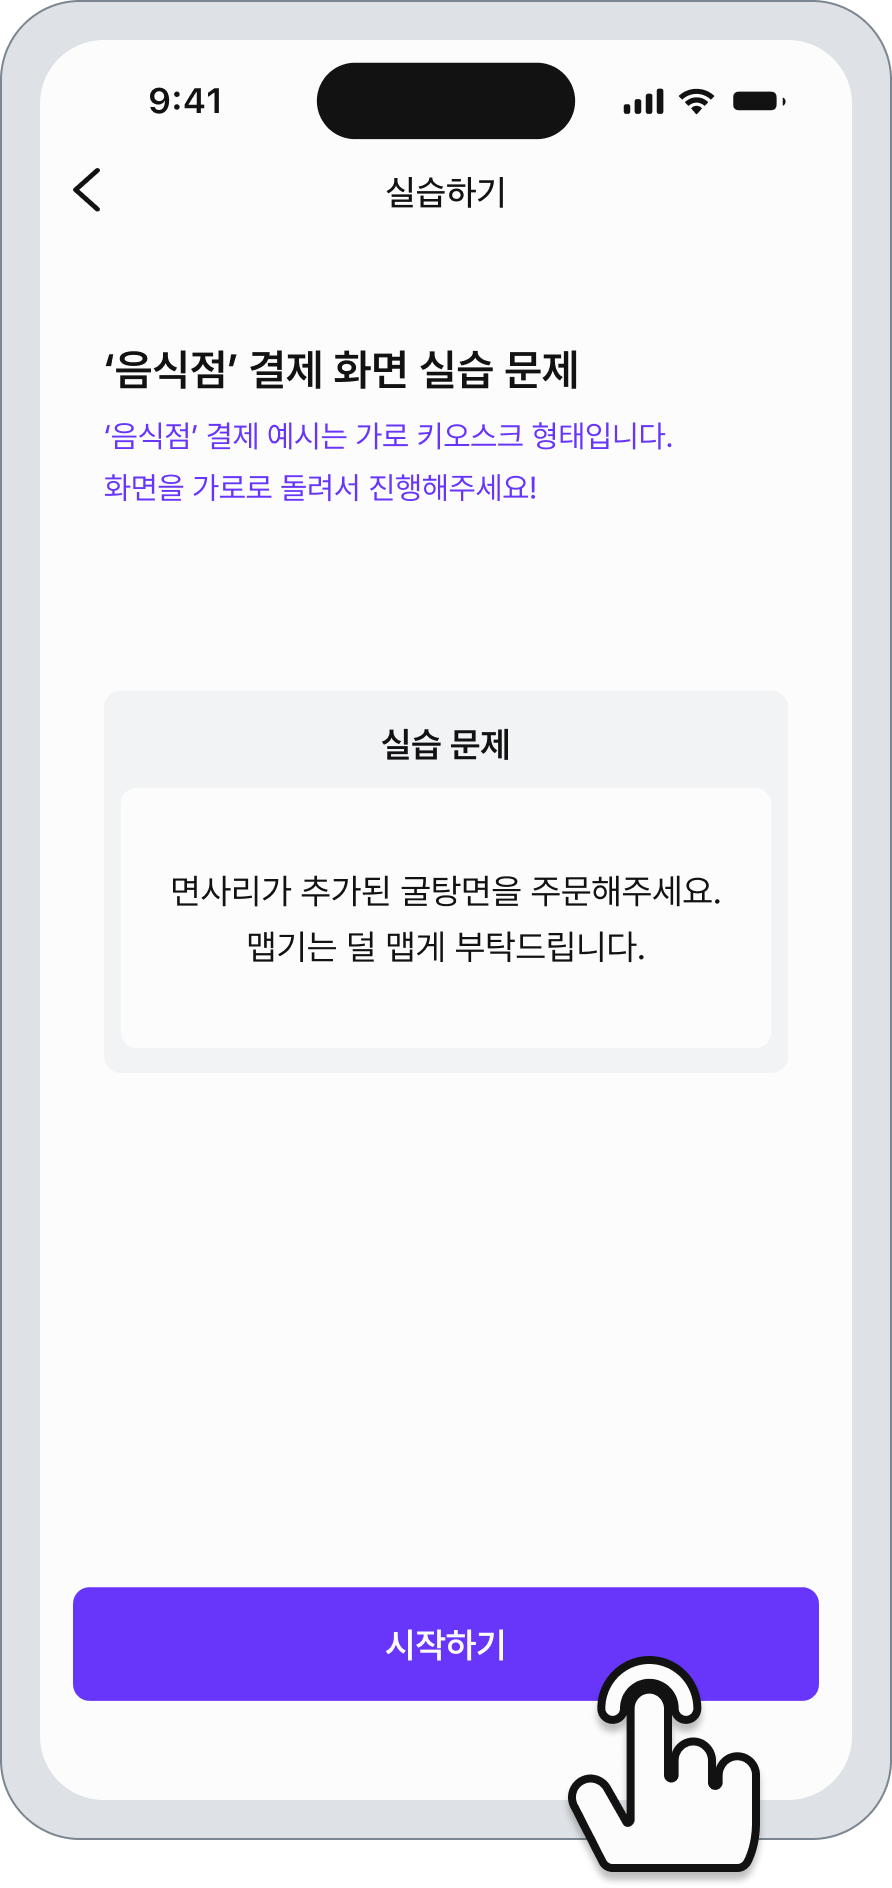 9:41
실습하기
‘음식점’ 결제 화면 실습 문제
‘음식점’ 결제 예시는 가로 키오스크 형태입니다.
화면을 가로로 돌려서 진행해주세요!
실습 문제
면사리가 추가된 굴탕면을 주문해주세요.
맵기는 덜 맵게 부탁드립니다.
시작하기